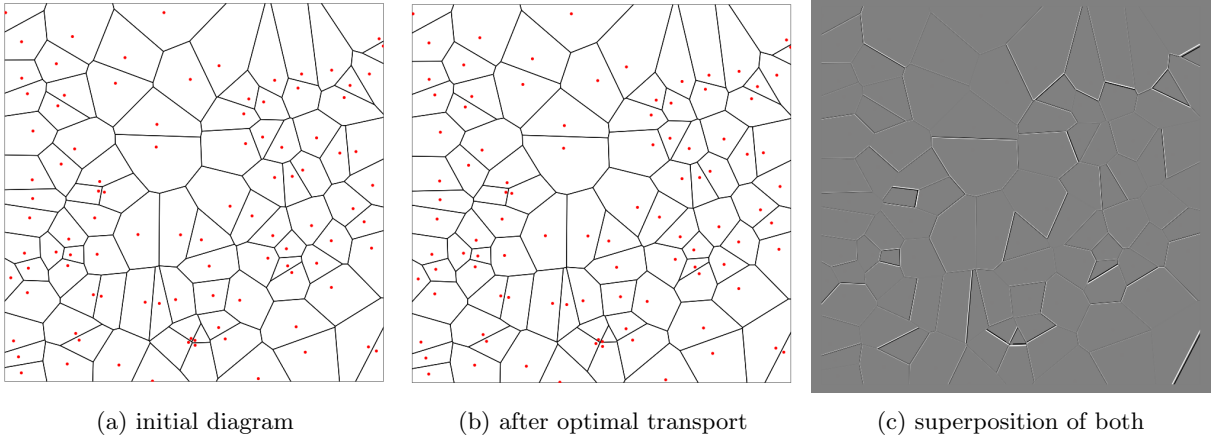 (a) initial diagram
(b) after optimal transport
(c) superposition of both